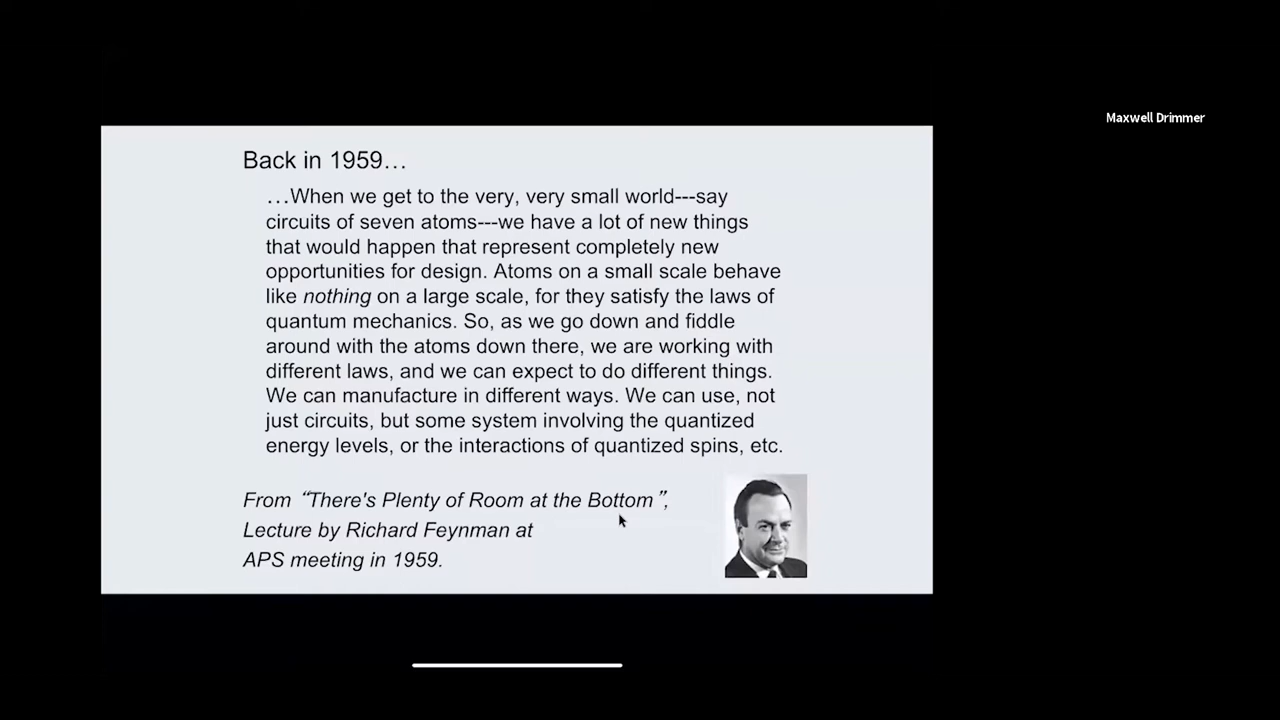 Maxwell Drimmer
Back in 1959…
…When we get to the very, very small world---say
circuits of seven atoms---we have a lot of new things
that would happen that represent completely new
opportunities for design. Atoms on a small scale behave
like nothing on a large scale, for they satisfy the laws of
quantum mechanics. So, as we go down and fiddle
around with the atoms down there, we are working with
different laws, and we can expect to do different things.
We can manufacture in different ways. We can use, not
just circuits, but some system involving the quantized
energy levels, or the interactions of quantized spins, etc.
From “There's Plenty of Room at the Bottom”,
Lecture by Richard Feynman at
APS meeting in 1959.